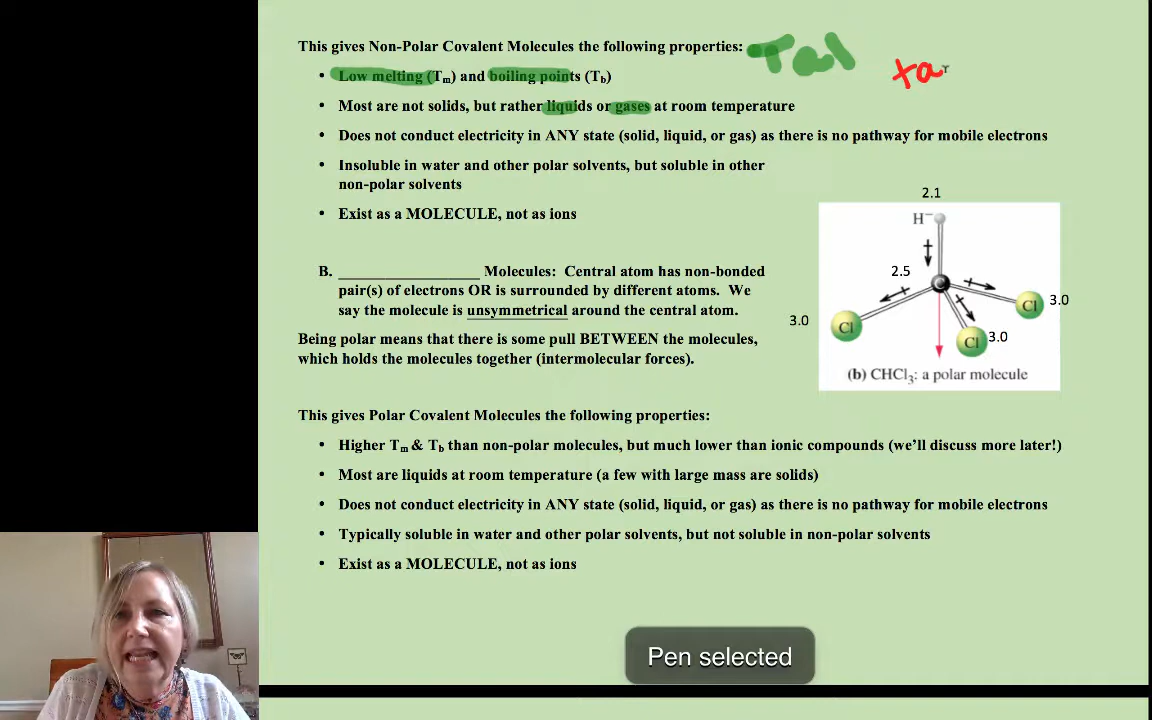 This gives Non-Polar Covalent Molecules the following properties:
Tal
ta
• Low melting (Tm) and boiling points (Tb)
• Most are not solids, but rather liquids or gases at room temperature
• Does not conduct electricity in ANY state (solid, liquid, or gas) as there is no pathway for mobile electrons
• Insoluble in water and other polar solvents, but soluble in other
non-polar solvents
• Exist as a MOLECULE, not as ions
B. ________________ Molecules: Central atom has non-bonded
pair(s) of electrons OR is surrounded by different atoms. We
say the molecule is unsymmetrical around the central atom.
Being polar means that there is some pull BETWEEN the molecules,
which holds the molecules together (intermolecular forces).
2.1
H
2.5
C
3.0
Cl
3.0
Cl
Cl
3.0
(b) CHCl3: a polar molecule
This gives Polar Covalent Molecules the following properties:
• Higher Tm & Tb than non-polar molecules, but much lower than ionic compounds (we’ll discuss more later!)
• Most are liquids at room temperature (a few with large mass are solids)
• Does not conduct electricity in ANY state (solid, liquid, or gas) as there is no pathway for mobile electrons
• Typically soluble in water and other polar solvents, but not soluble in non-polar solvents
• Exist as a MOLECULE, not as ions
Pen selected